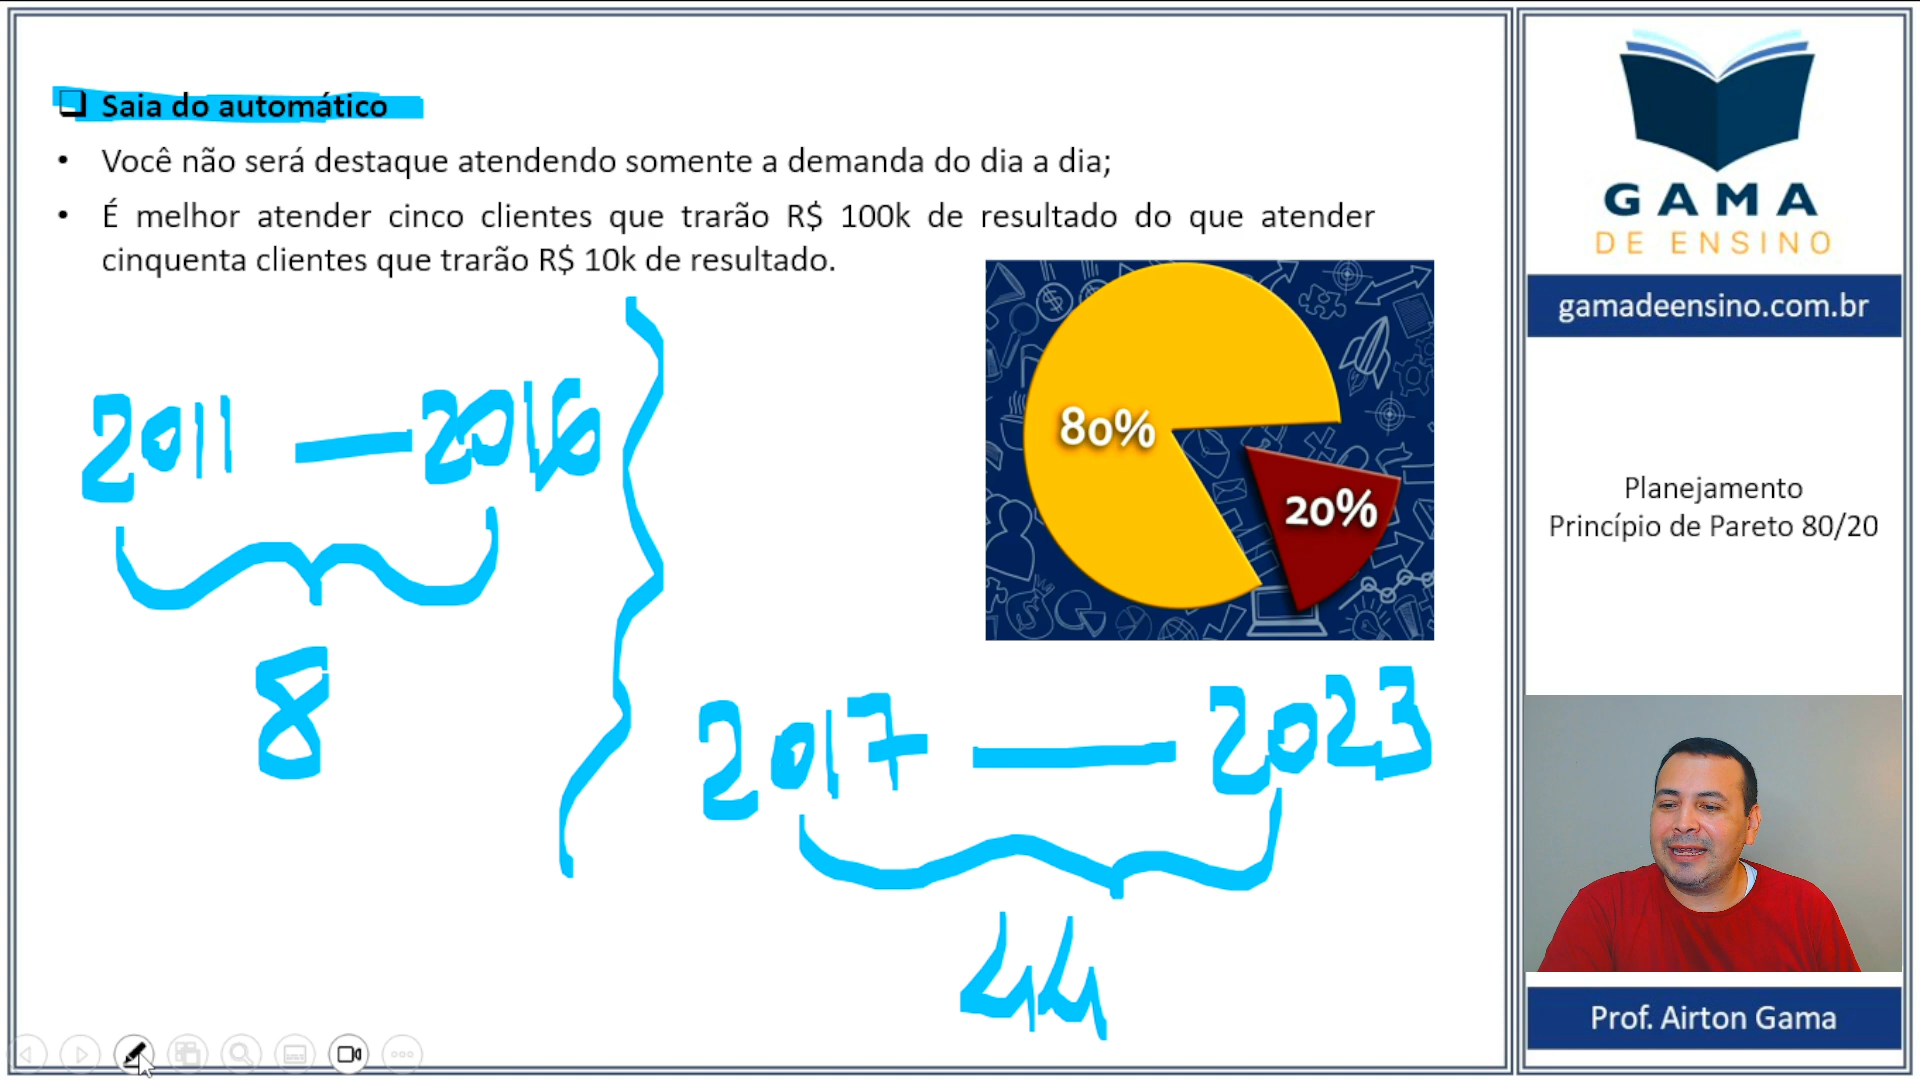 Saia do automático
• Você não será destaque atendendo somente a demanda do dia a dia;
• É melhor atender cinco clientes que trarão R$ 100k de resultado do que atender
cinquenta clientes que trarão R$ 10k de resultado.
2011 — 2016
8
80%
20%
2017 — 2023
44
GAMA
DE ENSINO
gamadeensino.com.br
Planejamento
Princípio de Pareto 80/20
Prof. Airton Gama